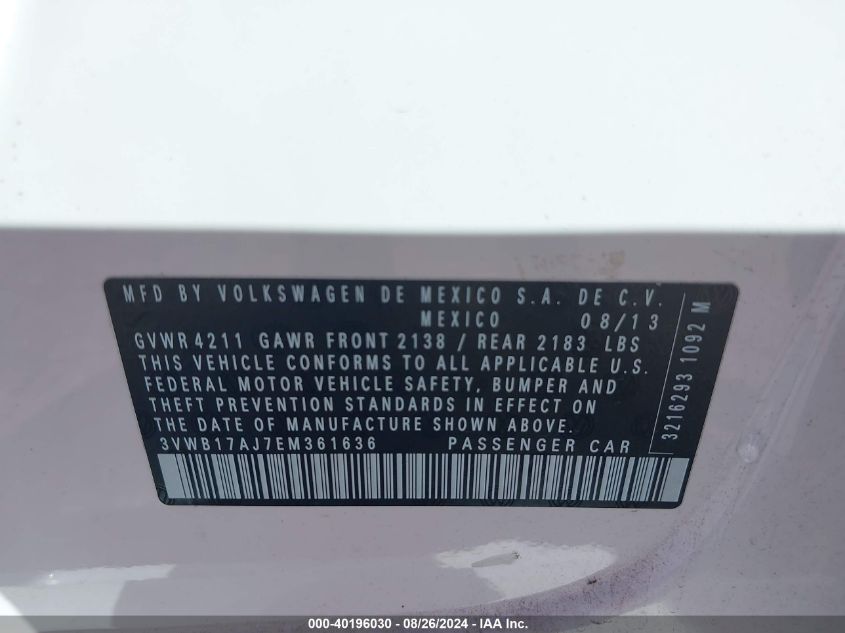 MFD BY VOLKSWAGEN DE MEXICO S.A. DE C.V.
MEXICO 08/13
GVWR 4211 GAWR FRONT 2138 / REAR 2183 LBS
THIS VEHICLE CONFORMS TO ALL APPLICABLE U.S.
FEDERAL MOTOR VEHICLE SAFETY, BUMPER AND
THEFT PREVENTION STANDARDS IN EFFECT ON
THE DATE OF MANUFACTURE SHOWN ABOVE.
3VWB17AJ7EM361636 PASSENGER CAR
3216293 1092 M
000-40196030 - 08/26/2024 - IAA Inc.